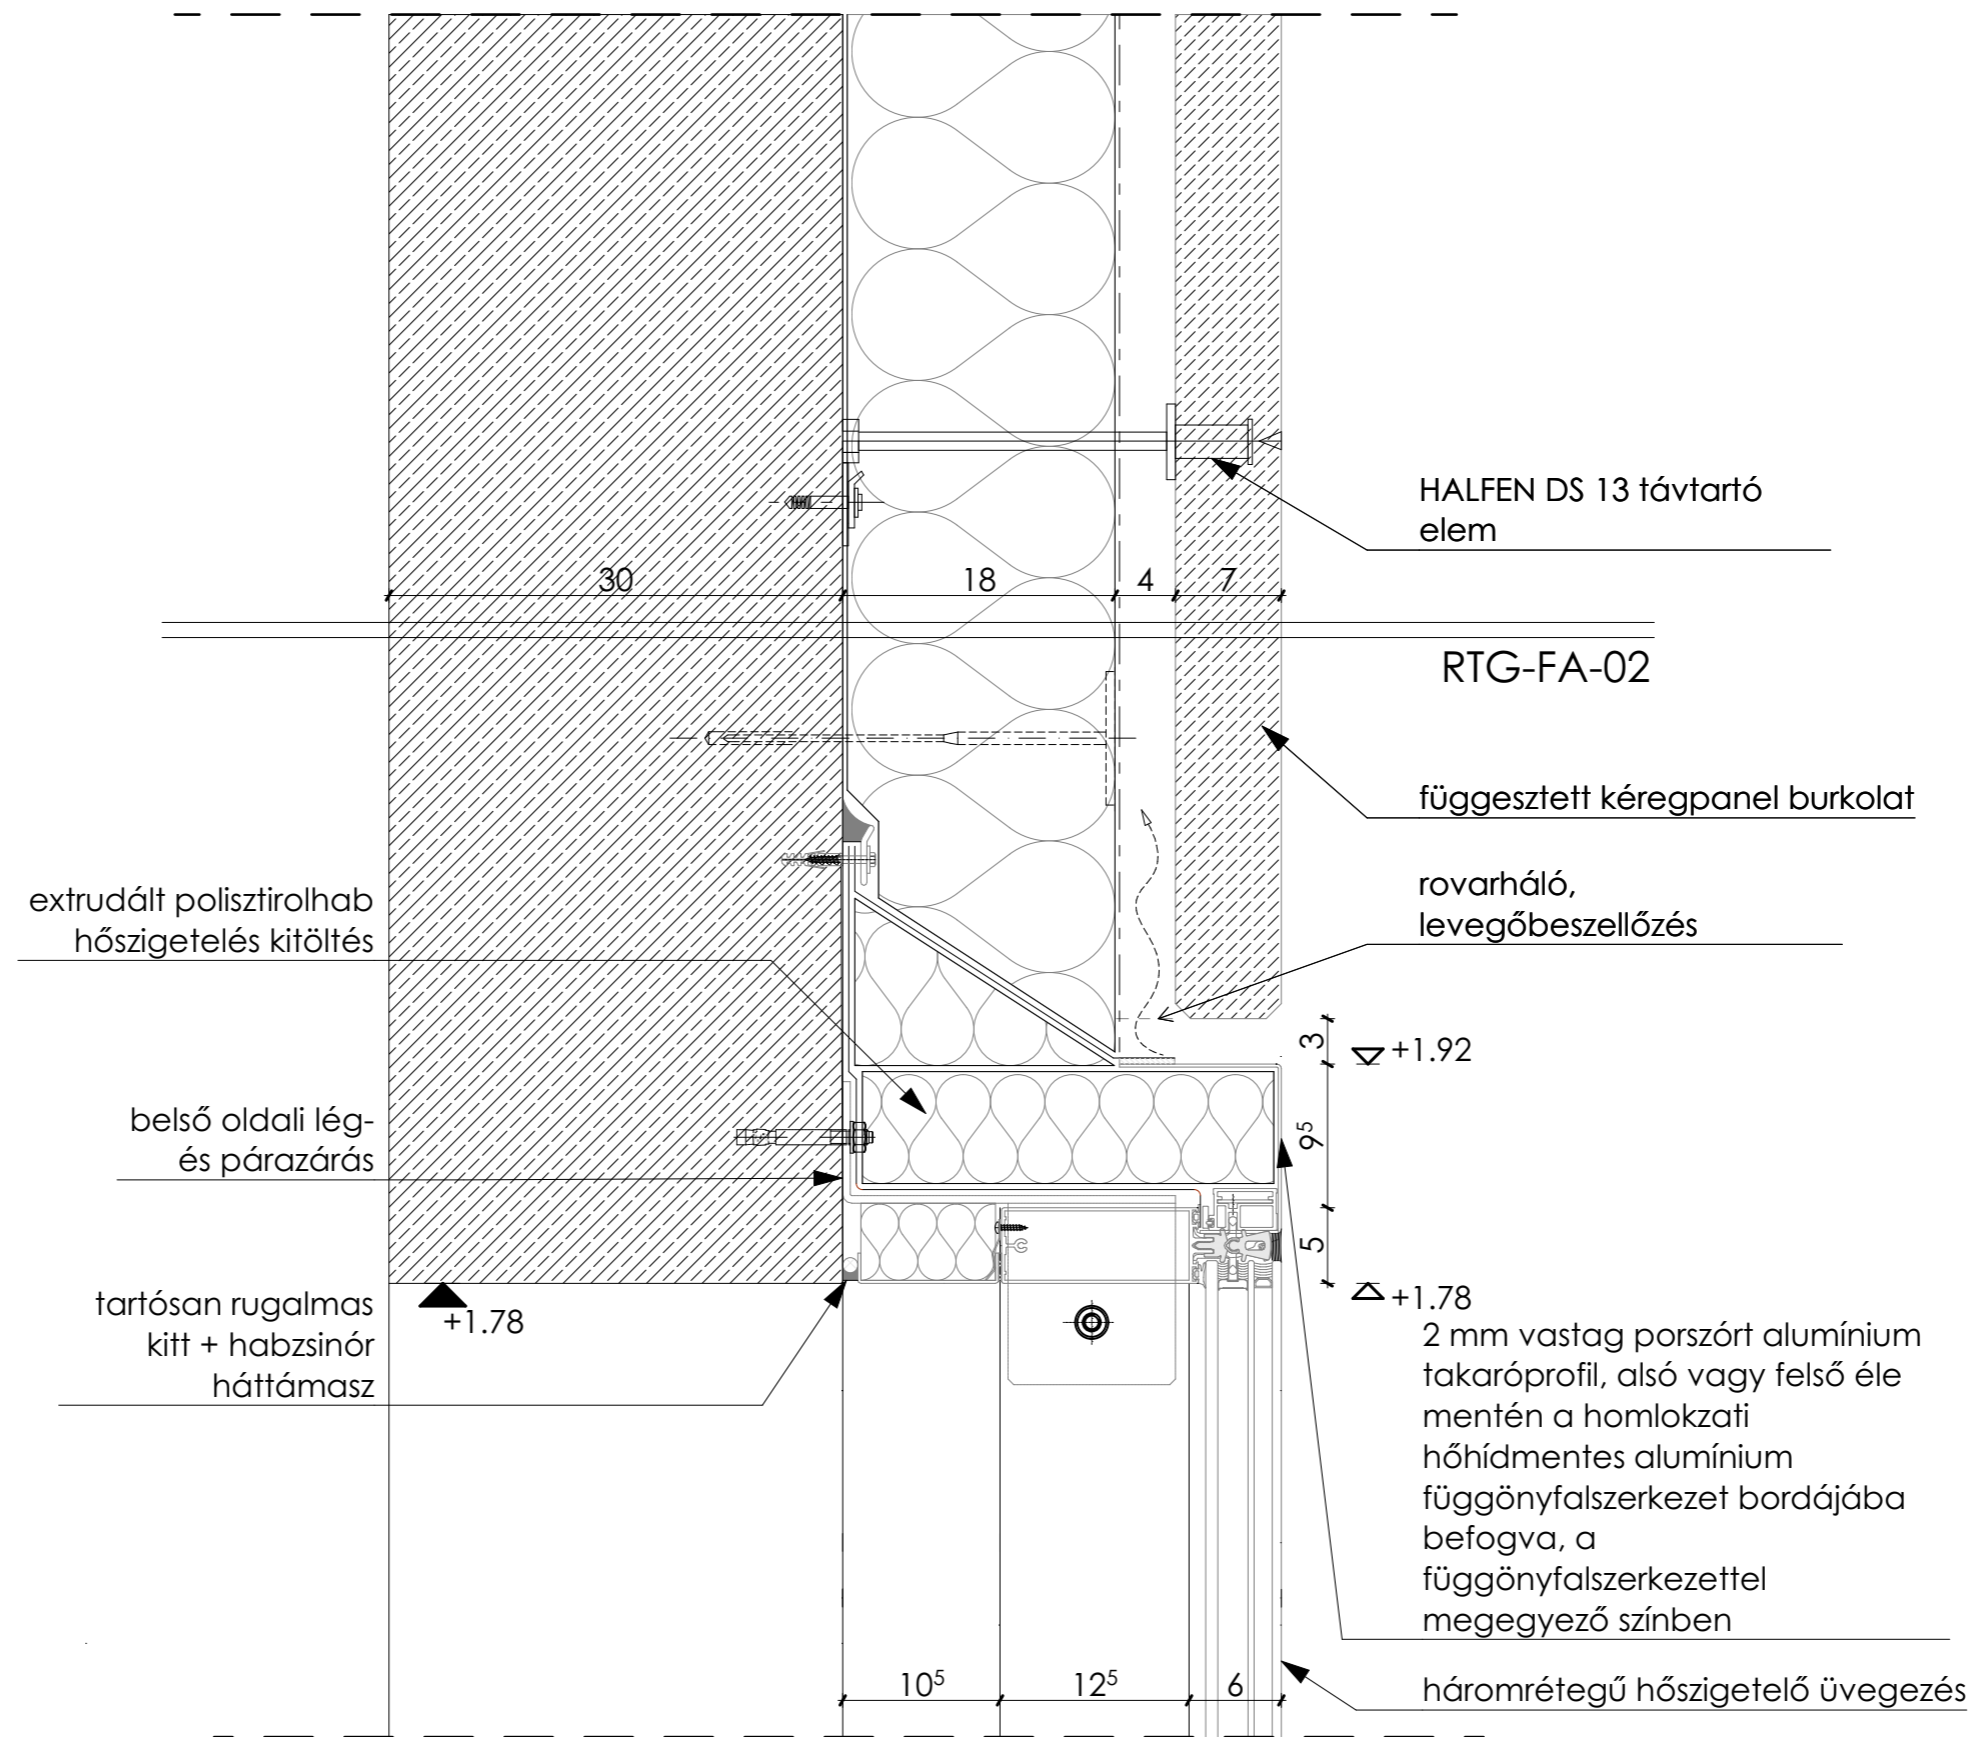 HALFEN DS 13 távtartó
elem
30
18
4
7
RTG-FA-02
függesztett kéregpanel burkolat
rovarháló,
levegőbeszellőzés
extrudált polisztirolhab
hőszigetelés kitöltés
3
+1.92
9⁵
belső oldali lég-
és párazárás
5
+1.78
tartósan rugalmas
kitt + habzsinór
háttámasz
+1.78
2 mm vastag porszórt alumínium
takaróprofil, alsó vagy felső éle
mentén a homlokzati
hőhídmentes alumínium
függönyfalszerkezet bordájába
befogva, a
függönyfalszerkezettel
megegyező színben
10⁵
12⁵
6
háromrétegű hőszigetelő üvegezés